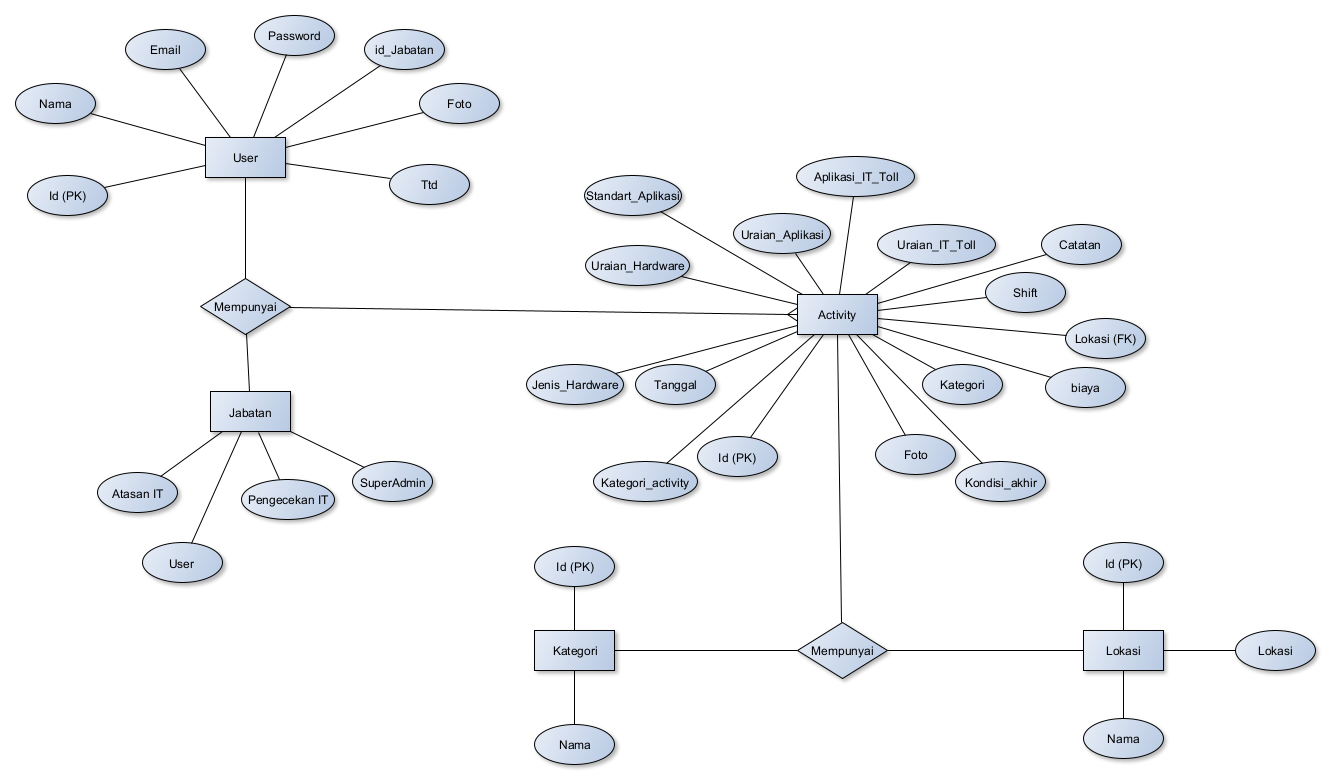 Password
Email
id_Jabatan
Nama
Foto
User
Id (PK)
Ttd
Mempunyai
Jabatan
Atasan IT
Pengecekan IT
SuperAdmin
User
Aplikasi_IT_Toll
Standart_Aplikasi
Uraian_Aplikasi
Uraian_IT_Toll
Catatan
Uraian_Hardware
Shift
Activity
Lokasi (FK)
Jenis_Hardware
Tanggal
Kategori
biaya
Id (PK)
Foto
Kategori_activity
Kondisi_akhir
Id (PK)
Id (PK)
Kategori
Mempunyai
Lokasi
Lokasi
Nama
Nama